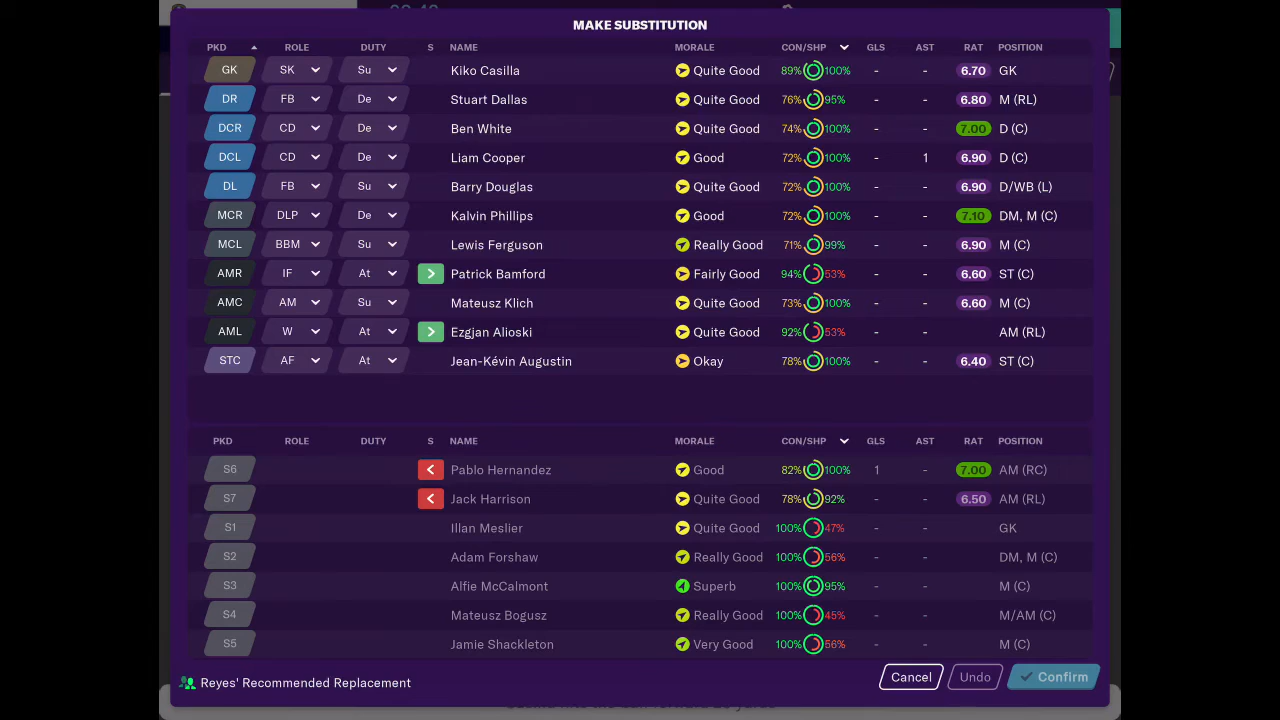 MAKE SUBSTITUTION
PKD ROLE DUTY S NAME MORALE CON/SHP GLS AST RAT POSITION
GK SK Su Kiko Casilla Quite Good 89% 100% - - 6.70 GK
DR FB De Stuart Dallas Quite Good 76% 95% - - 6.80 M (RL)
DCR CD De Ben White Quite Good 74% 100% - - 7.00 D (C)
DCL CD De Liam Cooper Good 72% 100% - 1 6.90 D (C)
DL FB Su Barry Douglas Quite Good 72% 100% - - 6.90 D/WB (L)
MCR DLP De Kalvin Phillips Good 72% 100% - - 7.10 DM, M (C)
MCL BBM Su Lewis Ferguson Really Good 71% 99% - - 6.90 M (C)
AMR IF At Patrick Bamford Fairly Good 94% 53% - - 6.60 ST (C)
AMC AM Su Mateusz Klich Quite Good 73% 100% - - 6.60 M (C)
AML W At Ezgjan Alioski Quite Good 92% 53% - - AM (RL)
STC AF At Jean-Kévin Augustin Okay 78% 100% - - 6.40 ST (C)
PKD ROLE DUTY S NAME MORALE CON/SHP GLS AST RAT POSITION
S6 Pablo Hernandez Good 82% 100% 1 - 7.00 AM (RC)
S7 Jack Harrison Quite Good 78% 92% - - 6.50 AM (RL)
S1 Illan Meslier Quite Good 100% 47% - - GK
S2 Adam Forshaw Really Good 100% 56% - - DM, M (C)
S3 Alfie McCalmont Superb 100% 95% - - M (C)
S4 Mateusz Bogusz Really Good 100% 45% - - M/AM (C)
S5 Jamie Shackleton Very Good 100% 56% - - M (C)
Reyes' Recommended Replacement Cancel Undo Confirm